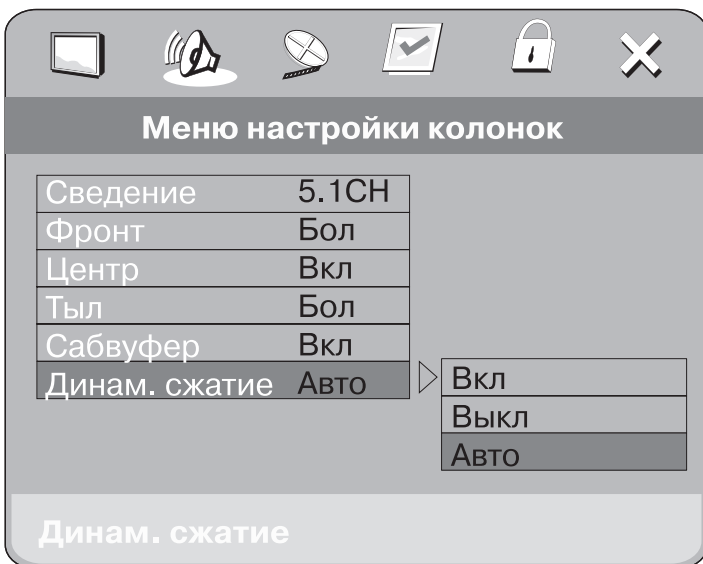 Меню настройки колонок
Сведение 5.1CH
Фронт Бол
Центр Вкл
Тыл Бол
Сабвуфер Вкл
Динам. сжатие Авто
Вкл
Выкл
Авто
Динам. сжатие